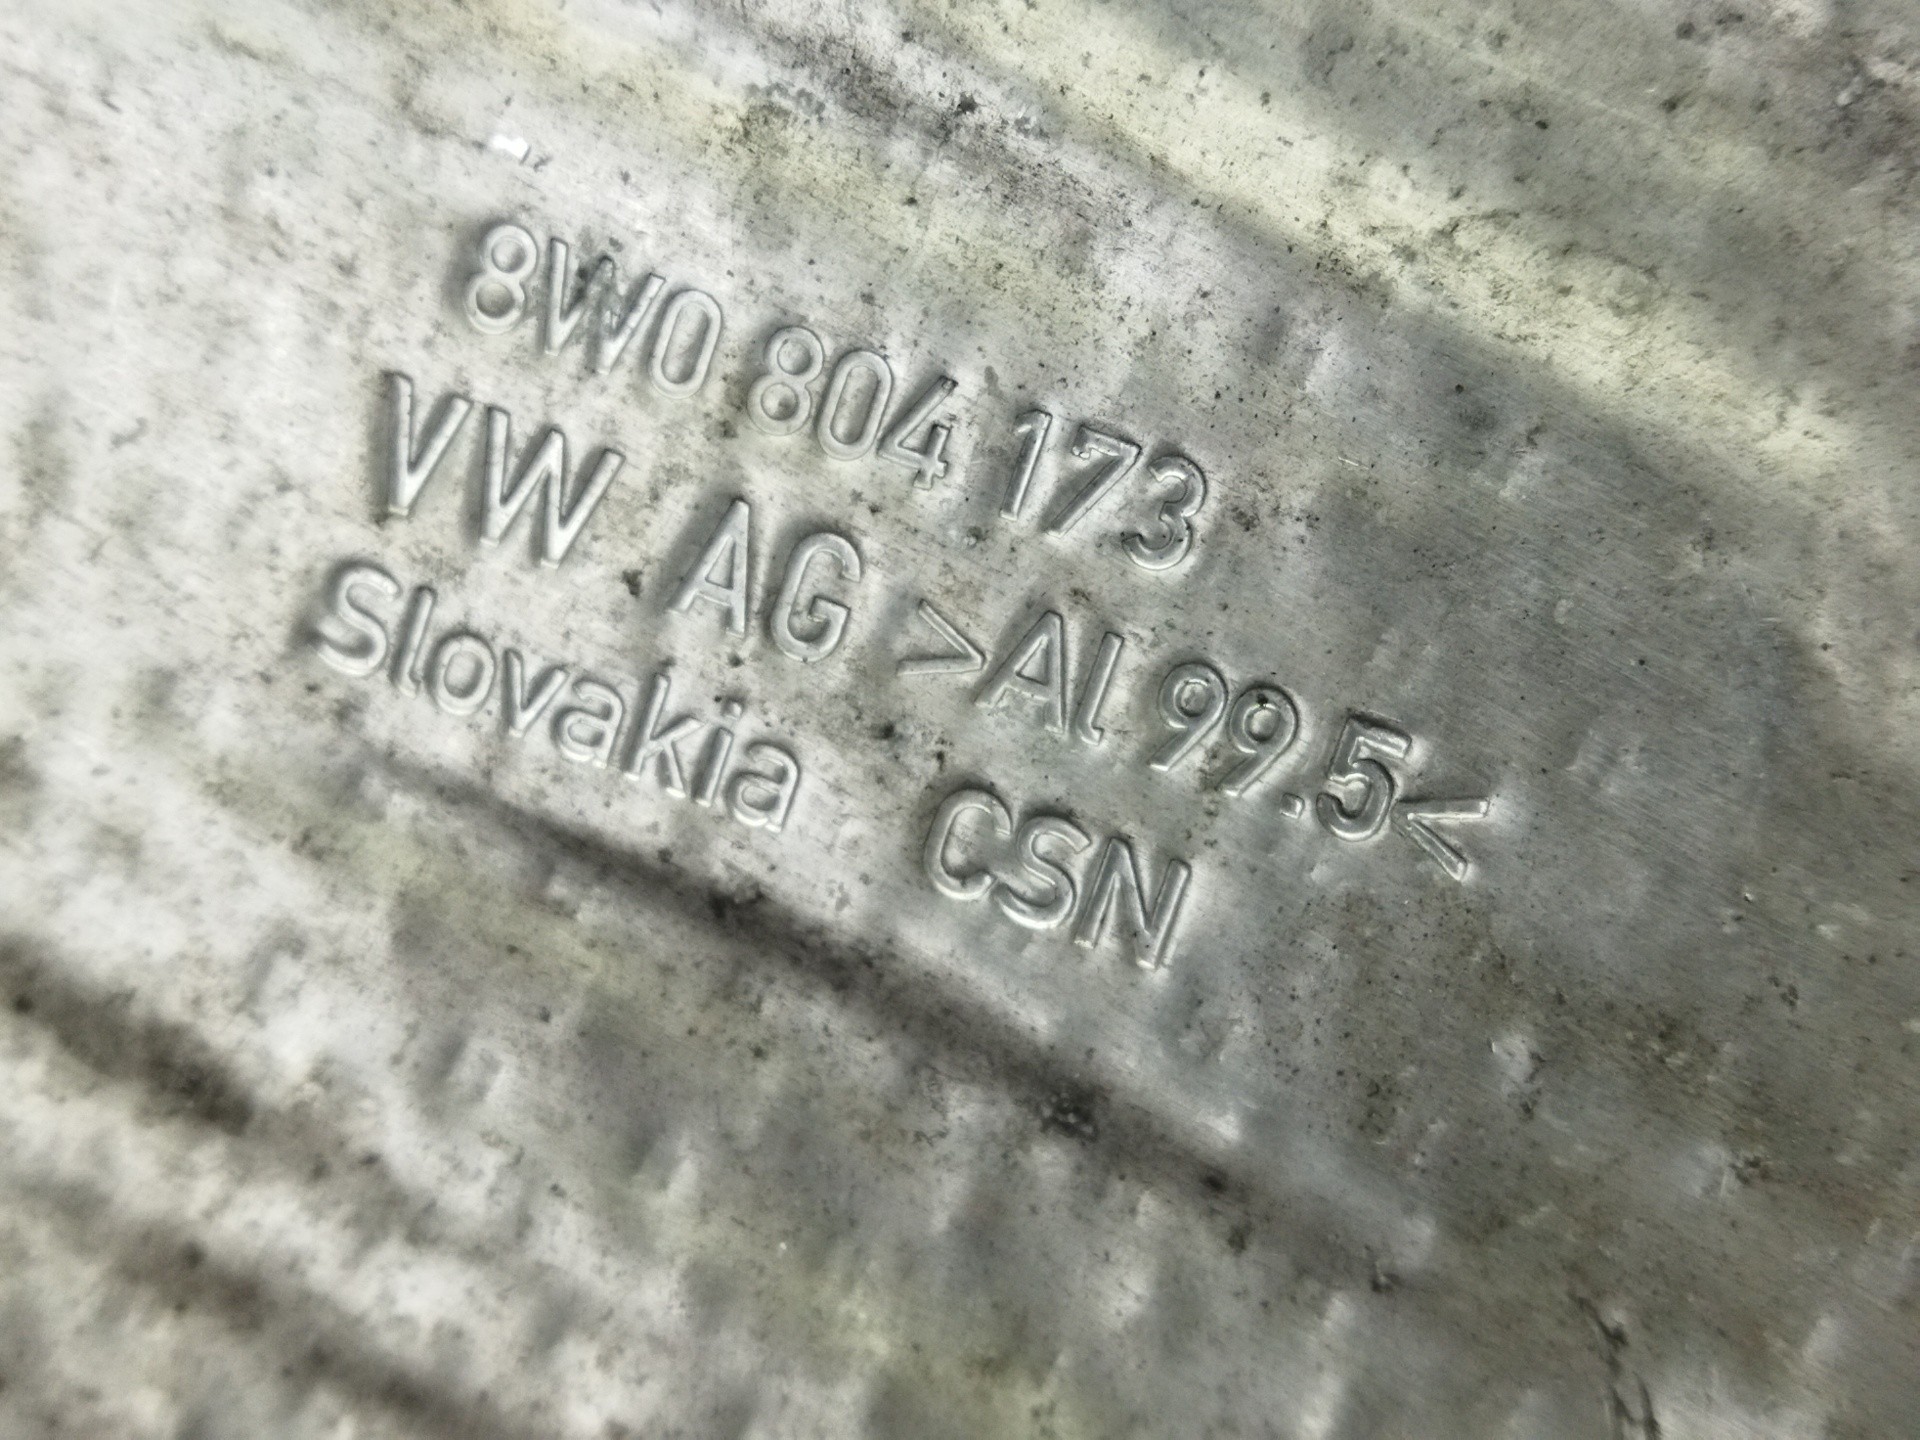 8W0 804 173
VW AG >Al 99.5<
Slovakia CSN